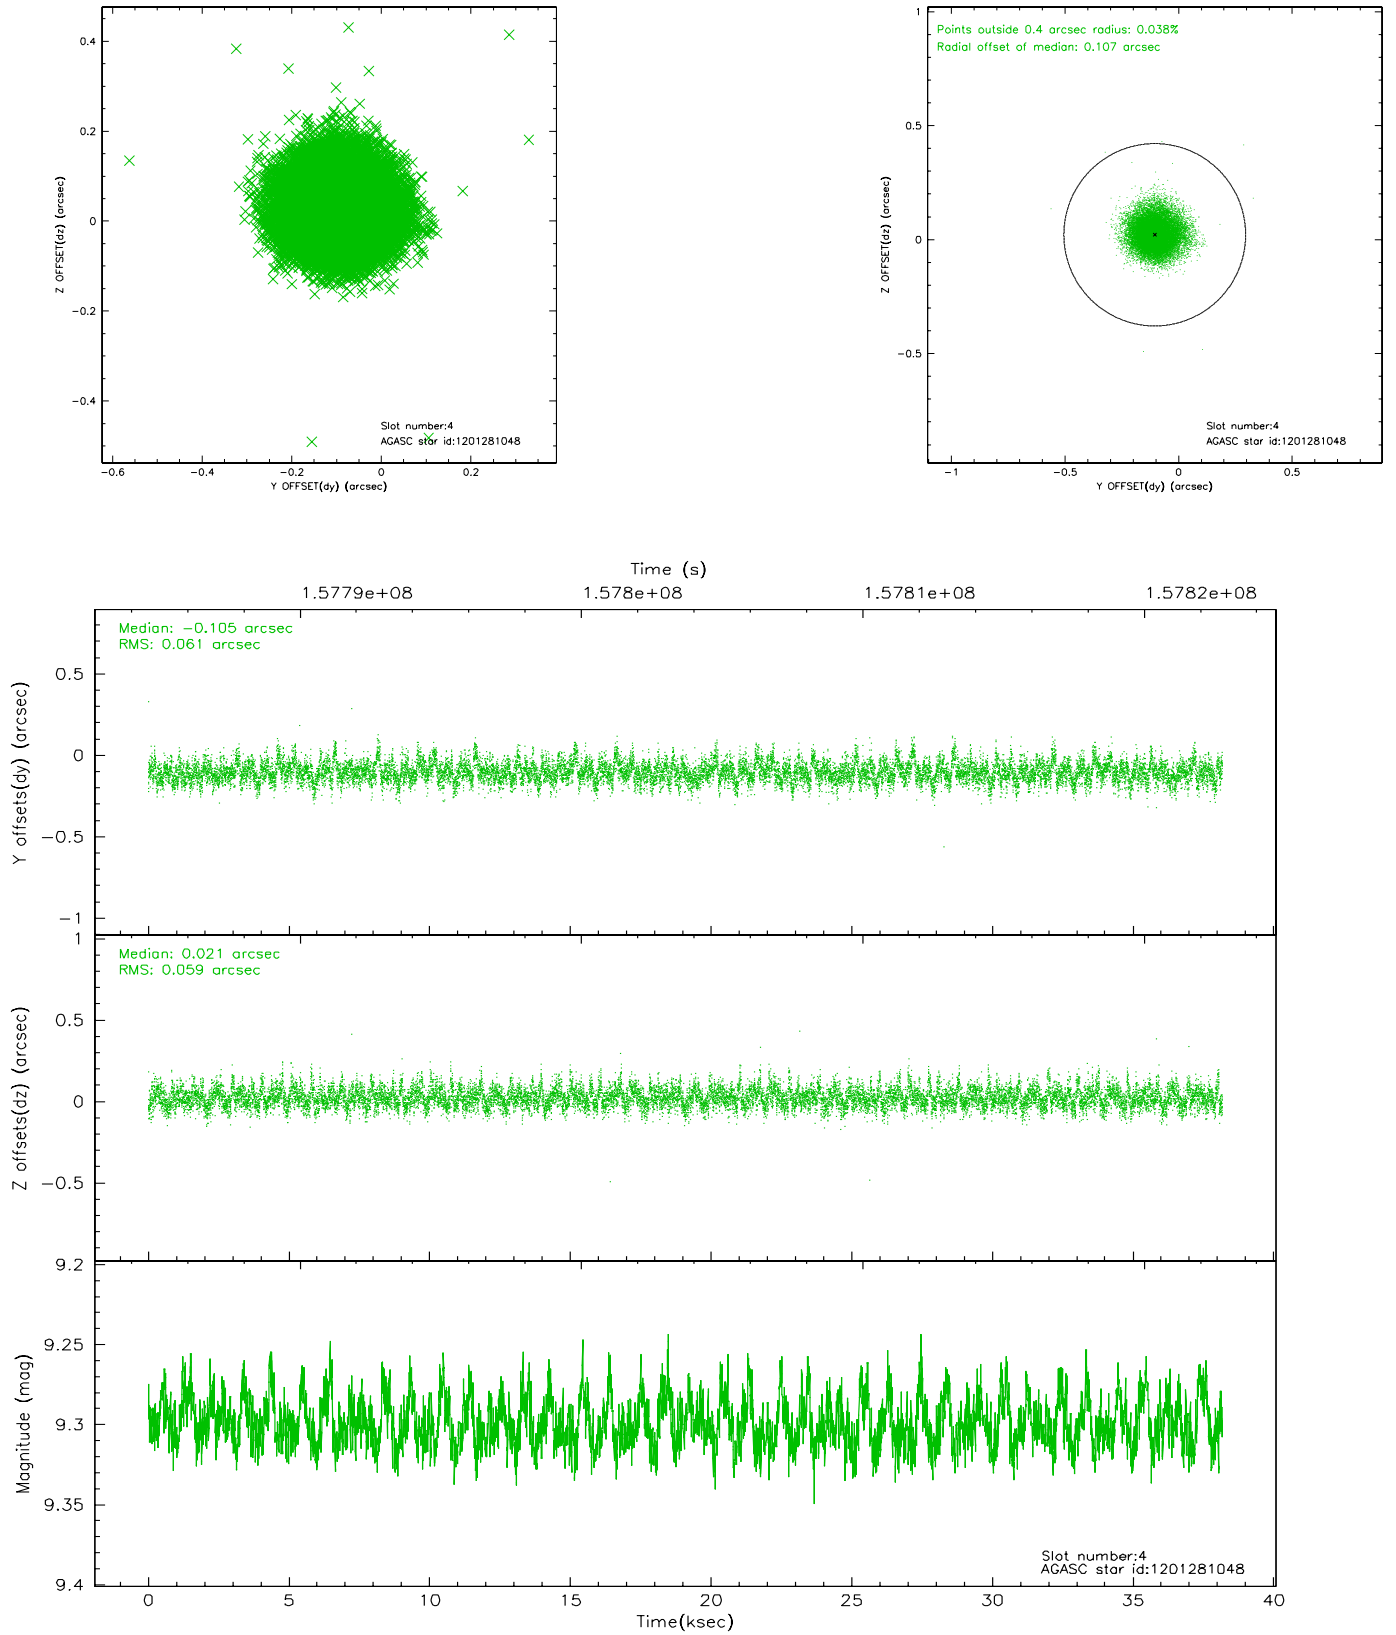 0.4
0.2
0
−0.2
−0.4
Z OFFSET(dz) (arcsec)
Slot number:4
AGASC star id:1201281048
−0.6
−0.4
−0.2
0
0.2
Y OFFSET(dy) (arcsec)
Points outside 0.4 arcsec radius: 0.038%
Radial offset of median: 0.107 arcsec
1
0.5
0
−0.5
Z OFFSET(dz) (arcsec)
Slot number:4
AGASC star id:1201281048
−1
−0.5
0
0.5
Y OFFSET(dy) (arcsec)
Time (s)
1.5779e+08
1.578e+08
1.5781e+08
1.5782e+08
Median: −0.105 arcsec
RMS: 0.061 arcsec
0.5
0
−0.5
−1
Y offsets(dy) (arcsec)
Median: 0.021 arcsec
RMS: 0.059 arcsec
1
0.5
0
−0.5
Z offsets(dz) (arcsec)
9.2
9.25
9.3
9.35
9.4
Magnitude (mag)
Slot number:4
AGASC star id:1201281048
0
5
10
15
20
25
30
35
40
Time(ksec)